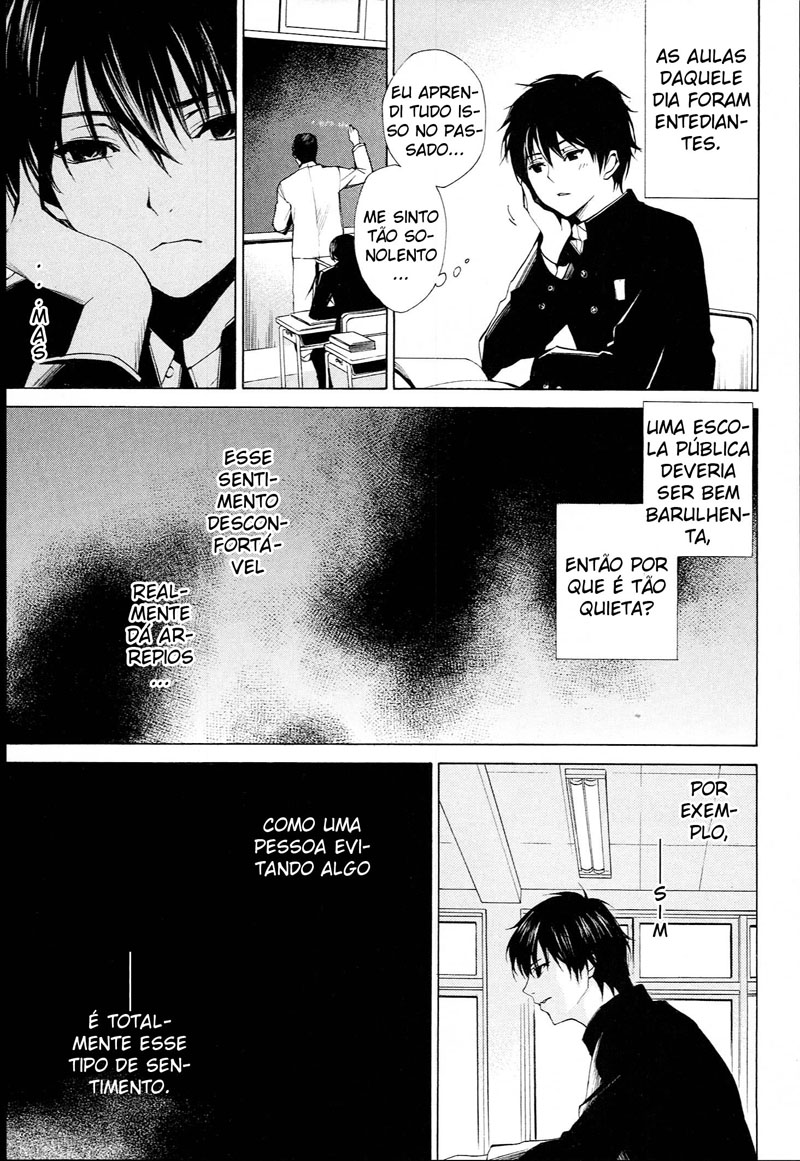 AS AULAS
DAQUELE
DIA FORAM
ENTEDIAN-
TES.
EU APREN-
DI TUDO IS-
SO NO PAS-
SADO...
ME SINTO
TÃO SO-
NOLENTO
...
...MAS
UMA ESCO-
LA PÚBLICA
DEVERIA
SER BEM
BARULHEN-
TA,
ENTÃO POR
QUE É TÃO
QUIETA?
ESSE
SENTI-
MENTO
DESCON-
FORTÁ-
VEL
REAL-
MENTE
DÁ AR-
REPIOS
...
POR
EXEM-
PLO,
SIM
COMO UMA
PESSOA EVI-
TANDO ALGO
É TOTAL-
MENTE ESSE
TIPO DE SEN-
TIMENTO.